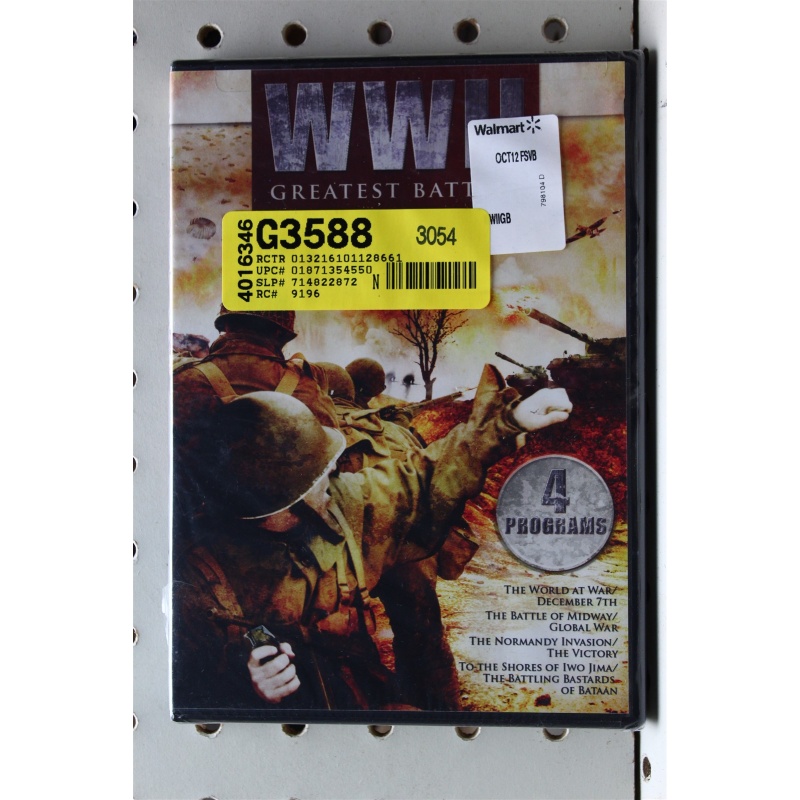 WWII
GREATEST BATT
Walmart
OCT12 FSVB
798104 D
WIIGB
4016346
G3588 3054
RCTR 013216101128661
UPC# 01871354550
SLP# 714822872 N
RC# 9196
4
PROGRAMS
THE WORLD AT WAR/
DECEMBER 7TH
THE BATTLE OF MIDWAY/
GLOBAL WAR
THE NORMANDY INVASION/
THE VICTORY
TO THE SHORES OF IWO JIMA/
THE BATTLING BASTARDS
OF BATAAN